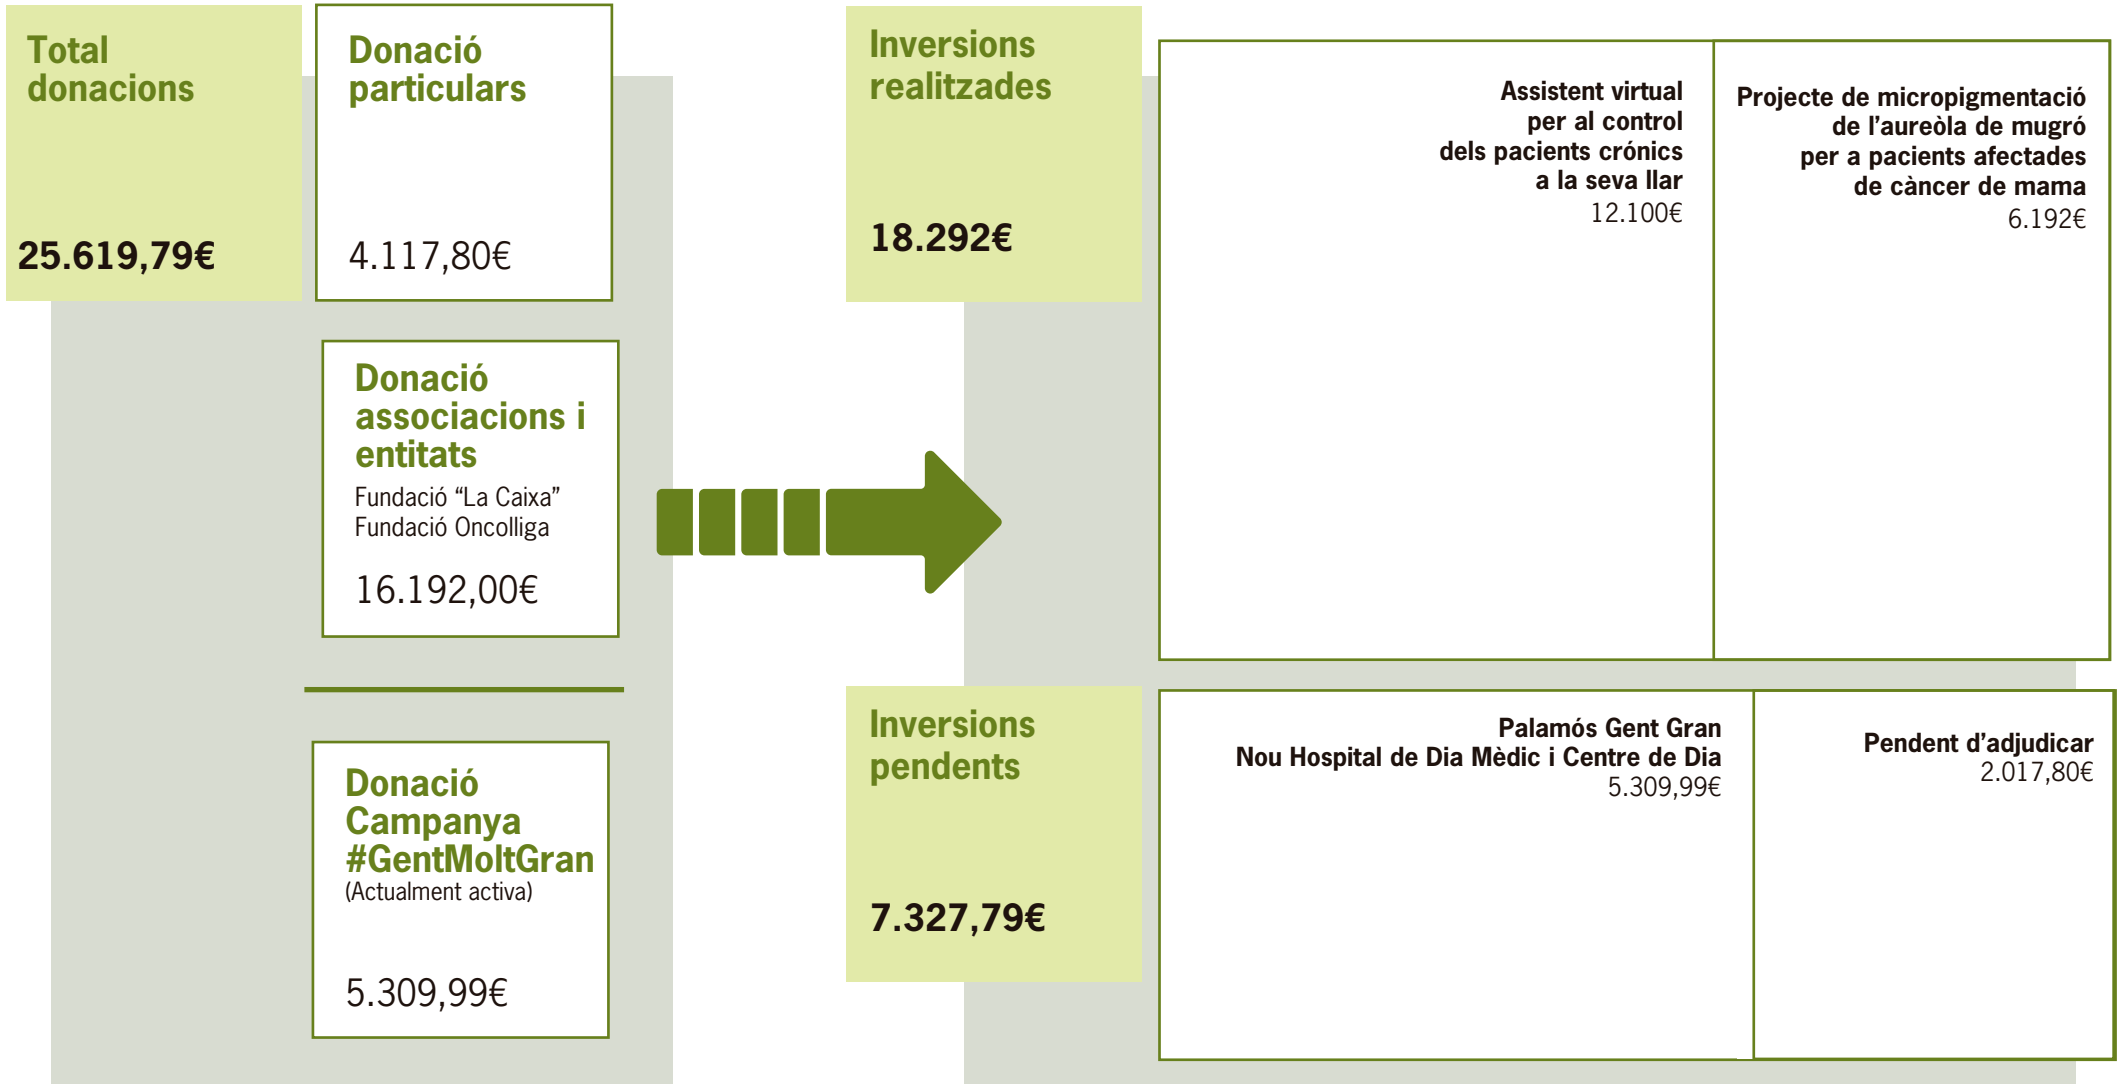 Total
donacions
25.619,79€
Donació
particulars
4.117,80€
Donació
associacions i
entitats
Fundació “La Caixa”
Fundació Oncolliga
16.192,00€
Donació
Campanya
#GentMoltGran
(Actualment activa)
5.309,99€
Inversions
realitzades
18.292€
Assistent virtual
per al control
dels pacients crónics
a la seva llar
12.100€
Projecte de micropigmentació
de l’aureòla de mugró
per a pacients afectades
de càncer de mama
6.192€
Inversions
pendents
7.327,79€
Palamós Gent Gran
Nou Hospital de Dia Mèdic i Centre de Dia
5.309,99€
Pendent d’adjudicar
2.017,80€